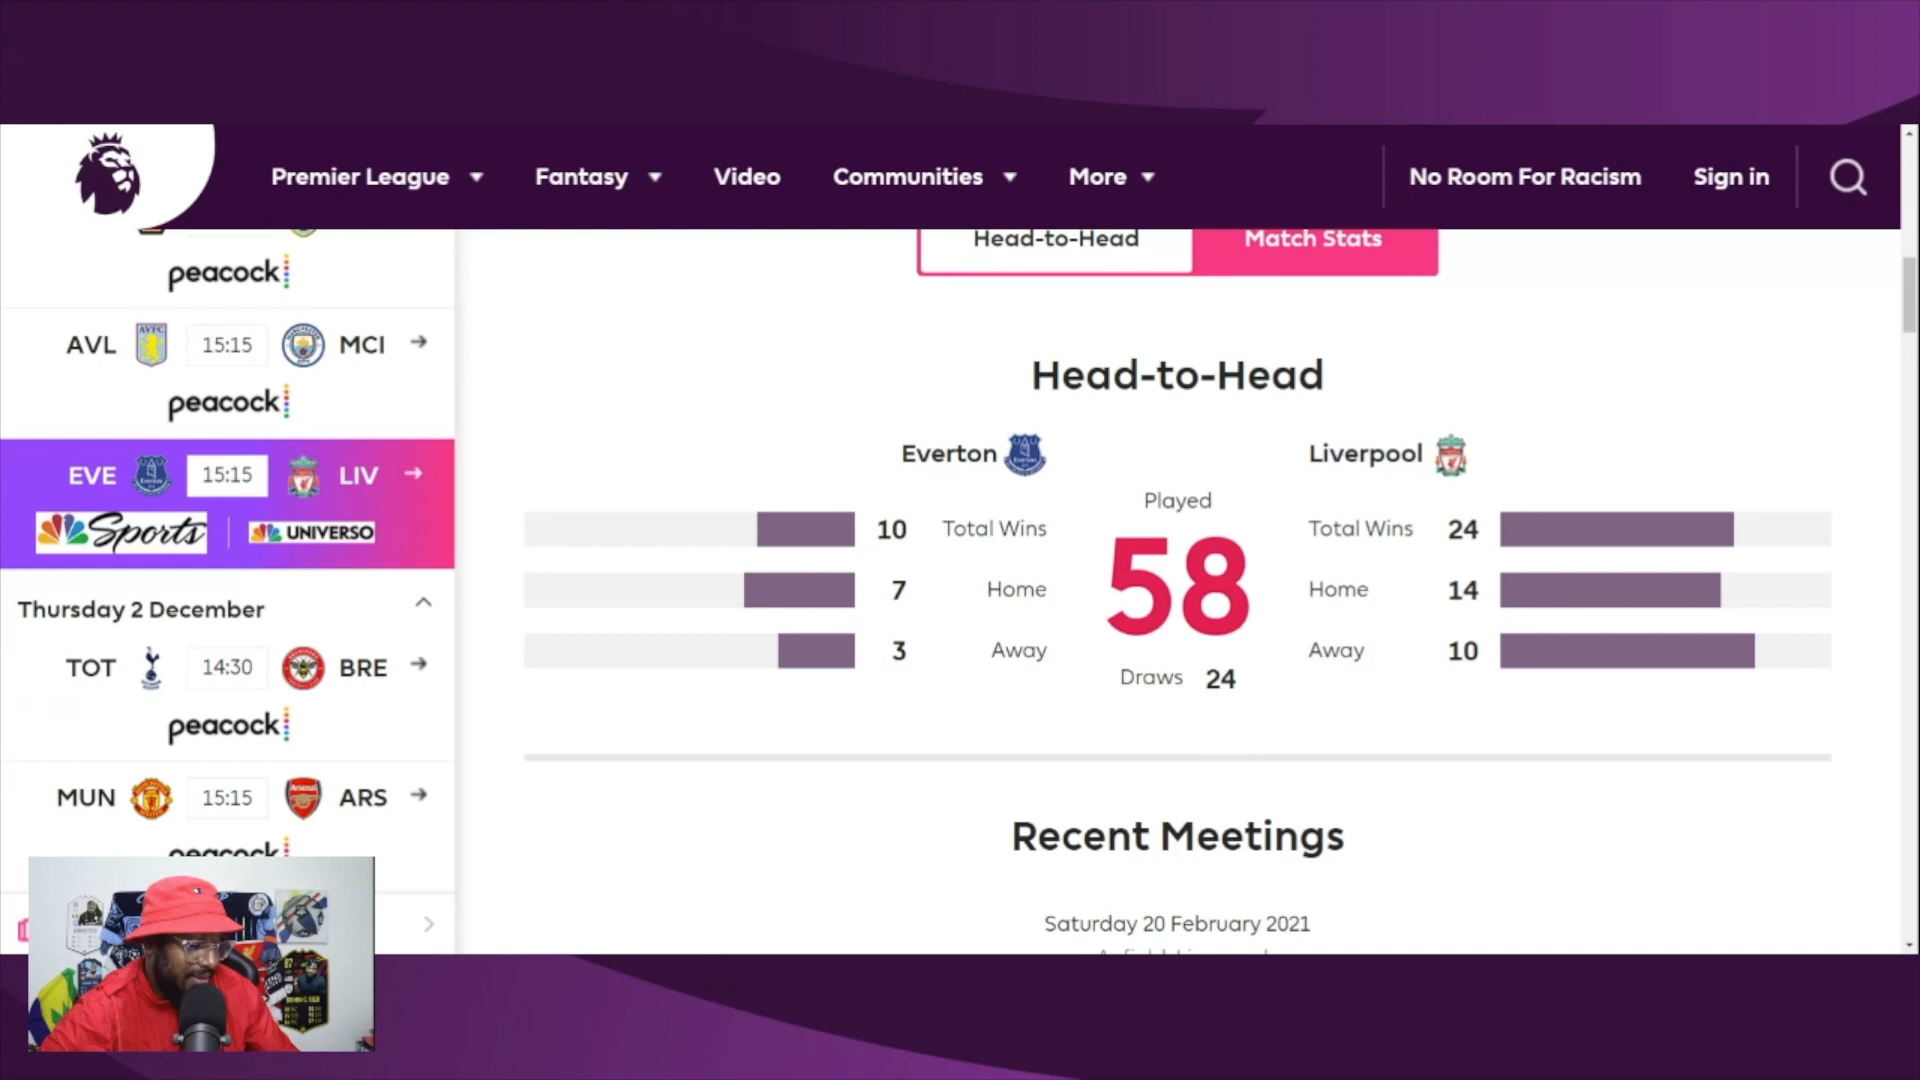 Premier League
Fantasy
Video
Communities
More
No Room For Racism
Sign in
peacock
AVL 15:15 MCI
peacock
EVE 15:15 LIV
Sports
UNIVERSO
Thursday 2 December
TOT 14:30 BRE
peacock
MUN 15:15 ARS
peacock
Head-to-Head
Match Stats
Head-to-Head
Everton
Liverpool
Played
58
Draws 24
10 Total Wins
7 Home
3 Away
Total Wins 24
Home 14
Away 10
Recent Meetings
Saturday 20 February 2021